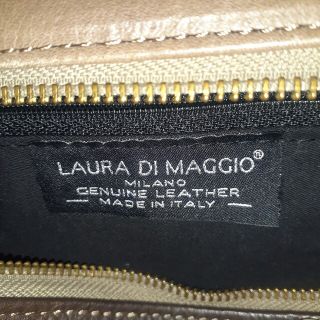 LAURA DI MAGGIO®
MILANO
GENUINE LEATHER
MADE IN ITALY